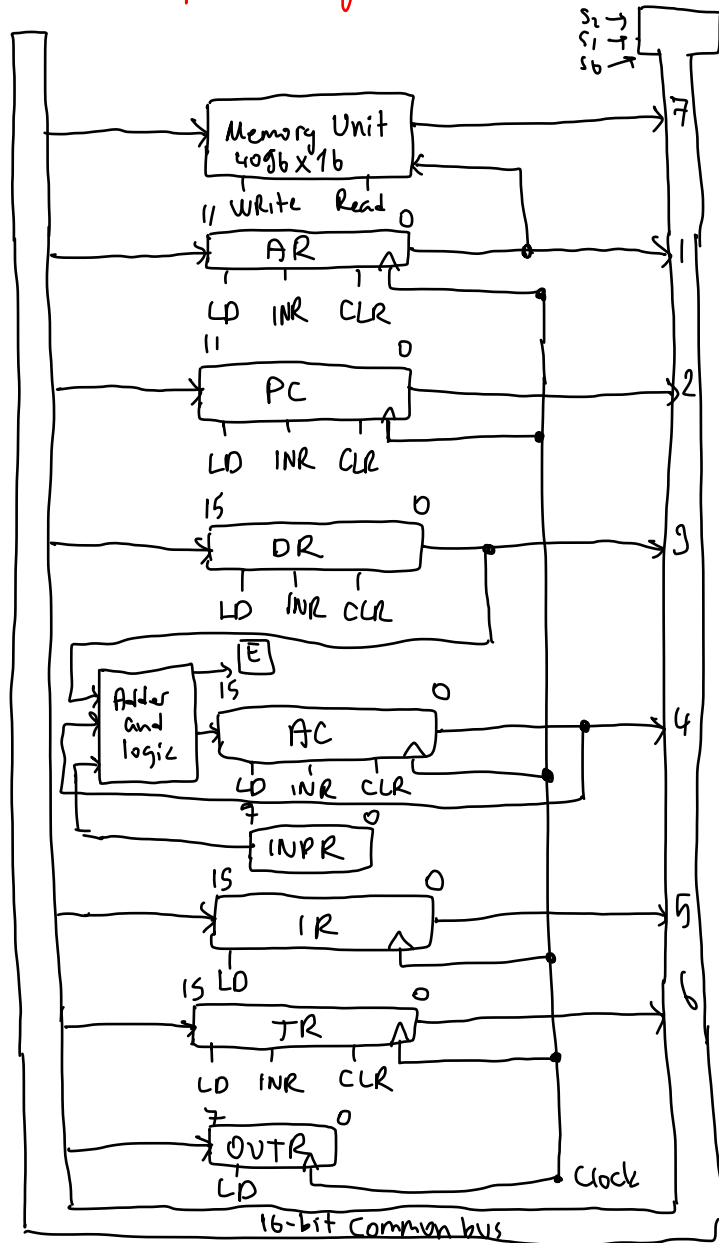 S2
S1
S0
Memory Unit
4096 x 16
7
Write Read
11 0
AR
1
LD INR CLR
11 0
PC
2
LD INR CLR
15 0
DR
3
LD INR CLR
E
15 0
Adder
and
logic
AC
4
LD INR CLR
7 0
INPR
15 0
IR
5
LD
15 0
6
TR
LD INR CLR
7 0
OUTR
LD
Clock
16-bit Common bus